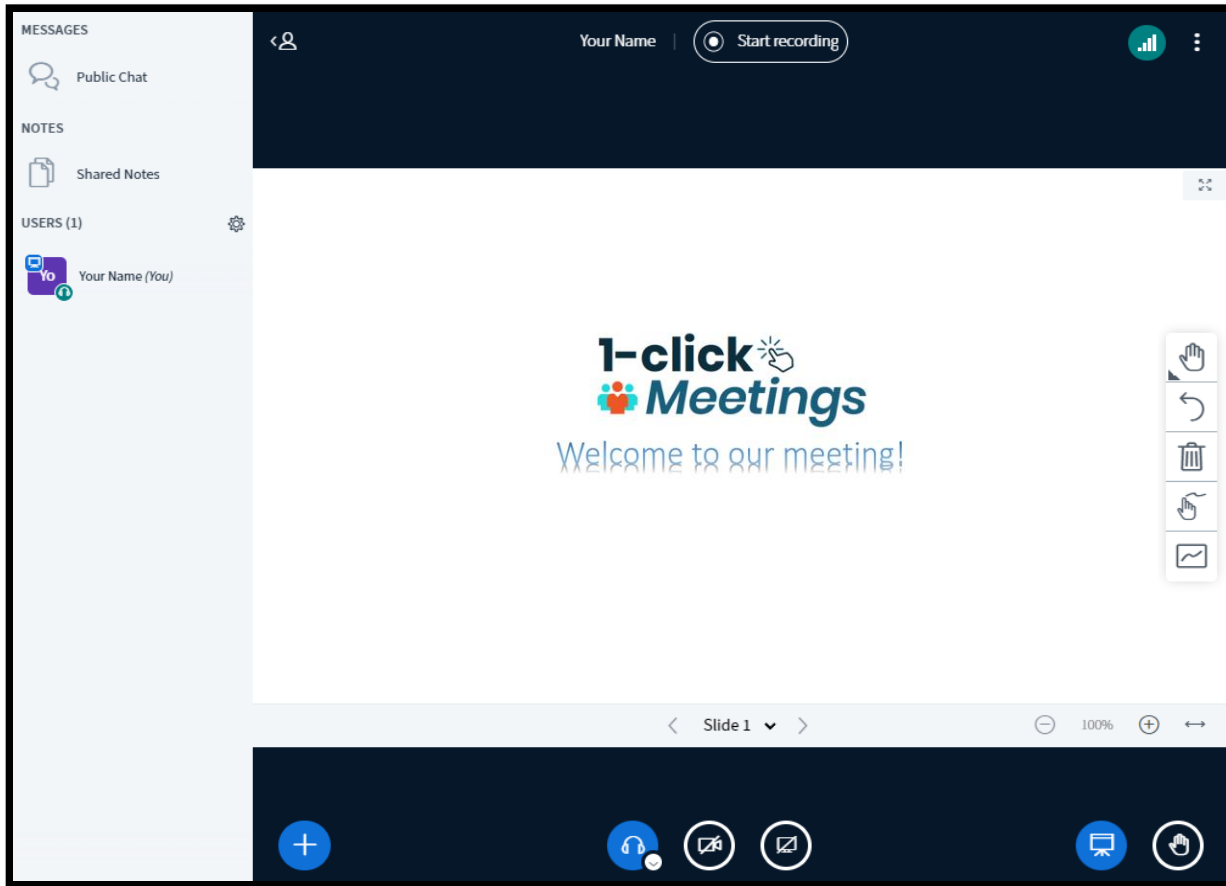 MESSAGES
Public Chat
NOTES
Shared Notes
USERS (1)
Yo
Your Name (You)
Your Name | Start recording
1-click
Meetings
Welcome to our meeting!
Slide 1
100%